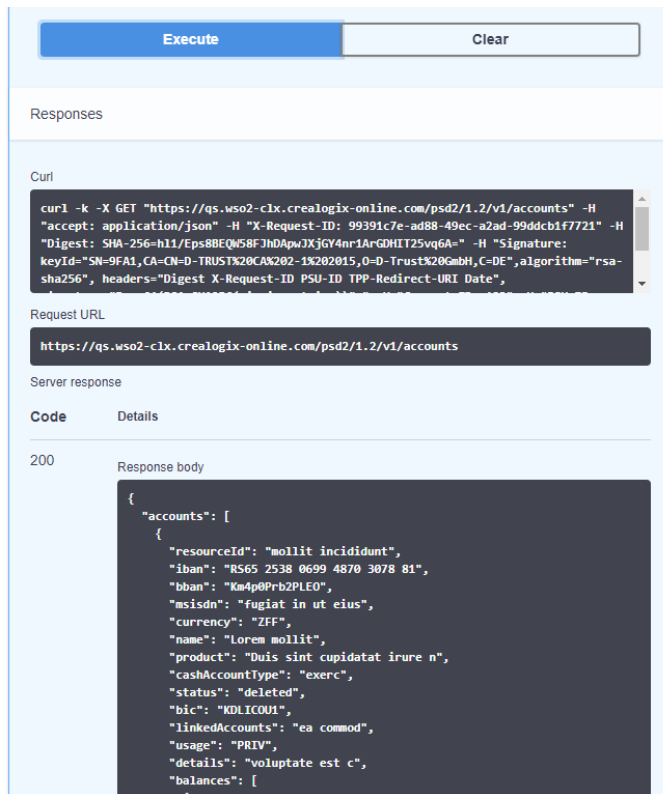 Execute
Clear
Responses
Curl
curl -k -X GET "https://qs.wso2-clx.crealogix-online.com/psd2/1.2/v1/accounts" -H
"accept: application/json" -H "X-Request-ID: 99391c7e-ad88-49ec-a2ad-99ddcb1f7721" -H
"Digest: SHA-256=hl1/Eps8BEQW58FJhDApwJXjGY4nr1ArGDHIT25vq6A=" -H "Signature:
keyId="SN=9FA1,CA=CN=D-TRUST%20CA%202-1%202015,O=D-Trust%20GmbH,C=DE",algorithm="rsa-
sha256", headers="Digest X-Request-ID PSU-ID TPP-Redirect-URI Date",
Request URL
https://qs.wso2-clx.crealogix-online.com/psd2/1.2/v1/accounts
Server response
Code
Details
200
Response body
{
"accounts": [
{
"resourceId": "mollit incididunt",
"iban": "RS65 2538 0699 4870 3078 81",
"bban": "Km4p0Prb2PLEO",
"msisdn": "fugiat in ut eius",
"currency": "ZFF",
"name": "Lorem mollit",
"product": "Duis sint cupidatat irure n",
"cashAccountType": "exerc",
"status": "deleted",
"bic": "KDLICOU1",
"linkedAccounts": "ea commod",
"usage": "PRIV",
"details": "voluptate est c",
"balances": [